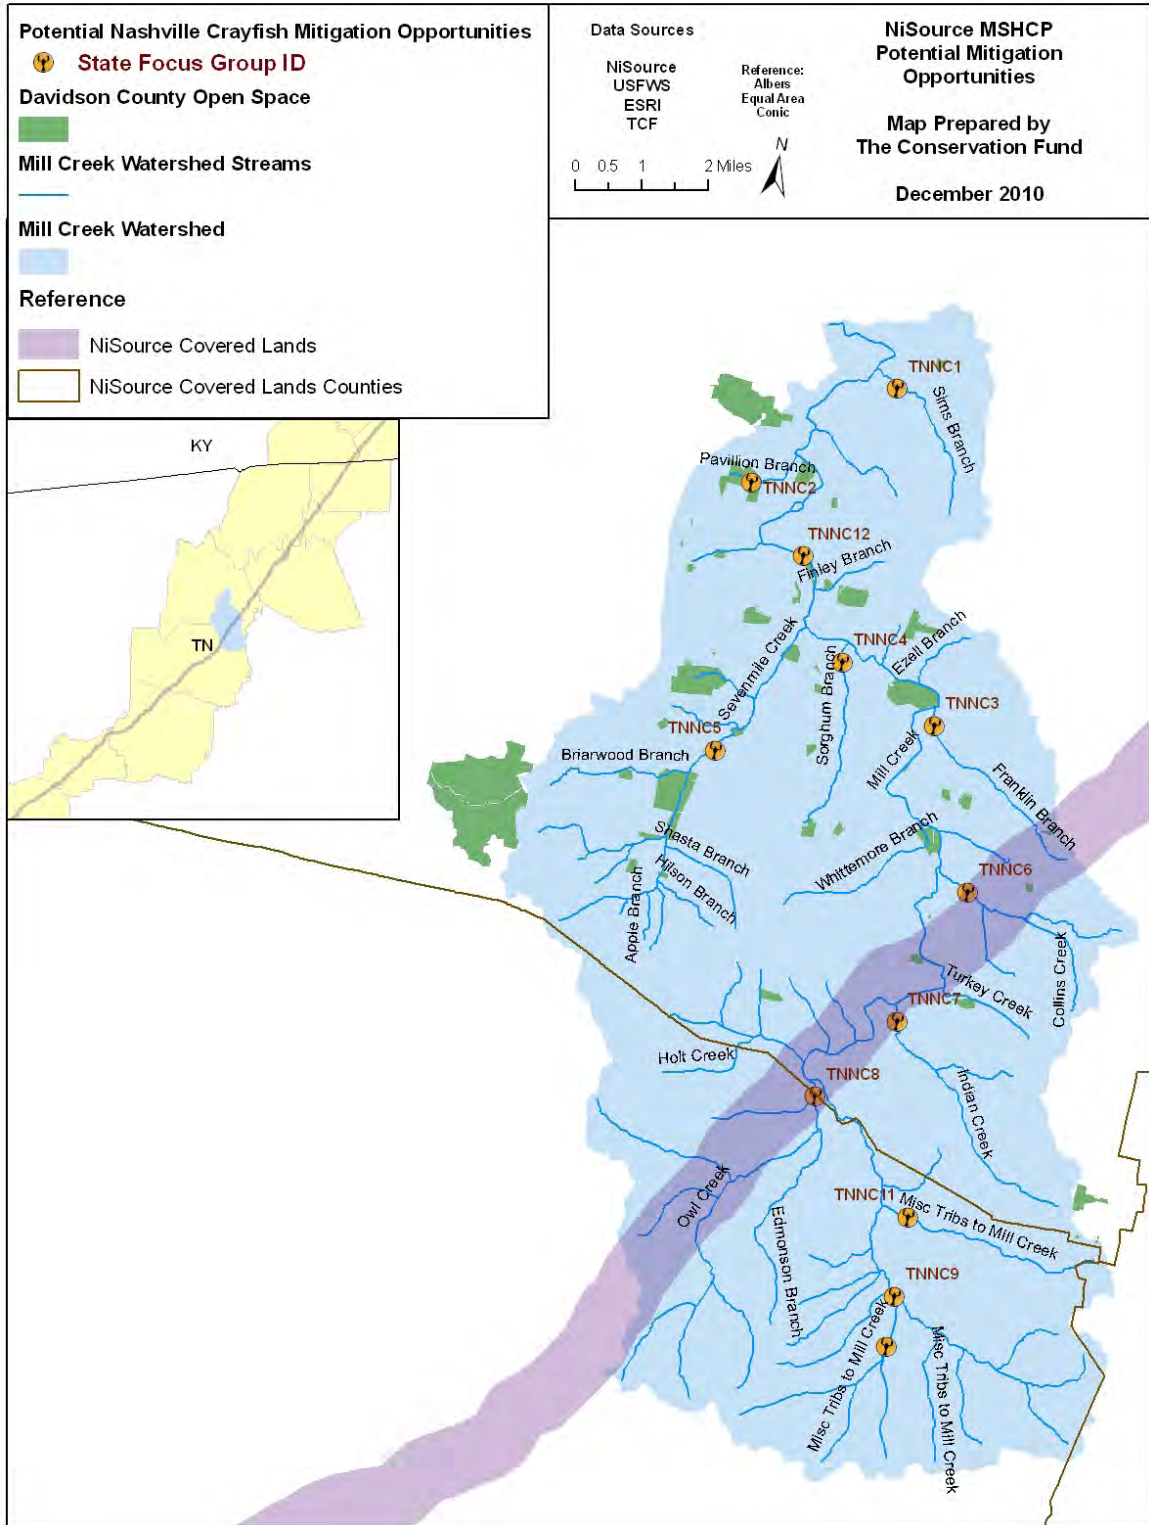 Potential Nashville Crayfish Mitigation Opportunities
State Focus Group ID
Davidson County Open Space
Mill Creek Watershed Streams
Mill Creek Watershed
Reference
NiSource Covered Lands
NiSource Covered Lands Counties
Data Sources
NiSource
USFWS
ESRI
TCF
Reference:
Albers
Equal Area
Conic
N
0 0.5 1 2 Miles
NiSource MSHCP
Potential Mitigation
Opportunities
Map Prepared by
The Conservation Fund
December 2010
KY
TN
TNNC1
Sims Branch
Pavillion Branch
TNNC2
TNNC12
Finley Branch
TNNC4
Ezell Branch
Sevenmile Creek
Sorghum Branch
TNNC3
TNNC5
Mill Creek
Briarwood Branch
Franklin Branch
Shasta Branch
Whittemore Branch
Hilson Branch
TNNC6
Apple Branch
Collins Creek
Turkey Creek
TNNC7
Holt Creek
TNNC8
Indian Creek
Owl Creek
TNNC11
Misc Tribs to Mill Creek
Edmonson Branch
TNNC9
Misc Tribs to Mill Creek
Misc Tribs to Mill Creek